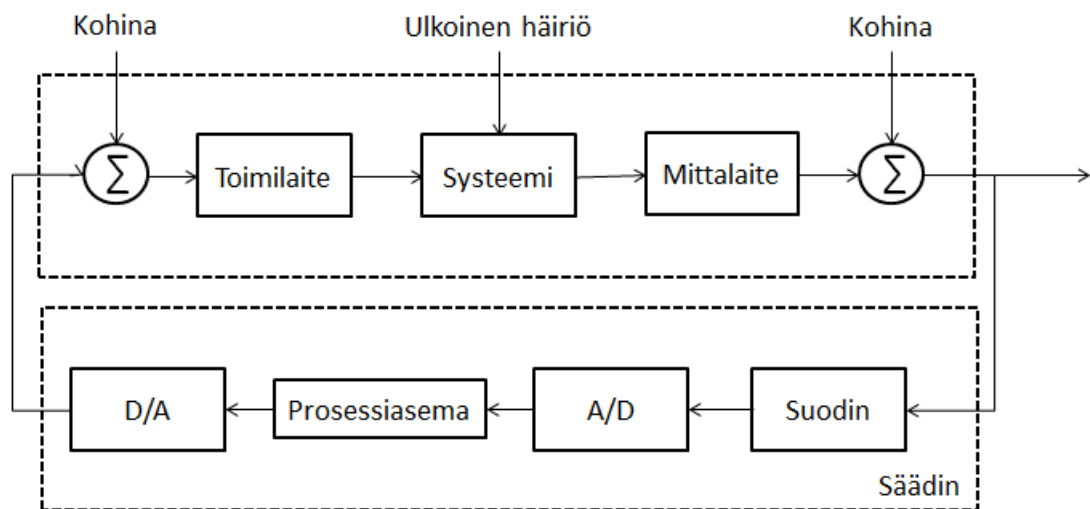 Kohina
Ulkoinen häiriö
Kohina
Σ
Toimilaite
Systeemi
Mittalaite
Σ
D/A
Prosessiasema
A/D
Suodin
Säädin